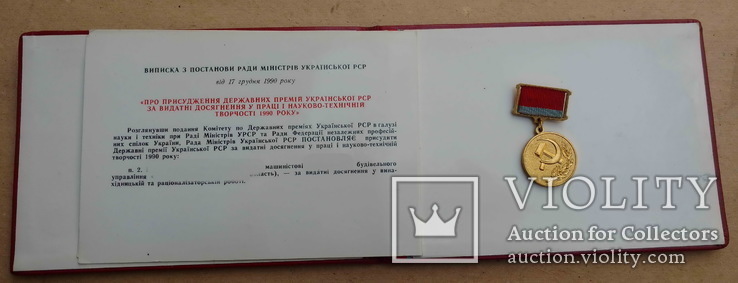 ВИПИСКА З ПОСТАНОВИ РАДИ МІНІСТРІВ УКРАЇНСЬКОЇ РСР
від 17 грудня 1990 року
«ПРО ПРИСУДЖЕННЯ ДЕРЖАВНИХ ПРЕМІЙ УКРАЇНСЬКОЇ РСР
ЗА ВИДАТНІ ДОСЯГНЕННЯ У ПРАЦІ І НАУКОВО-ТЕХНІЧНІЙ
ТВОРЧОСТІ 1990 РОКУ»
Розглянувши подання Комітету по Державних преміях Української РСР в галузі
науки і техніки при Раді Міністрів УРСР та Ради Федерації незалежних професій-
них спілок України, Рада Міністрів Української РСР ПОСТАНОВЛЯЄ присудити
Державні премії Української РСР за видатні досягнення у праці і науково-технічній
творчості 1990 року:
п. 2. машиністові будівельного
управління — за видатні досягнення у вина-
хідницькій та раціоналізаторській роботі.
VIOLITY
Auction for Collectors
auction.violity.com